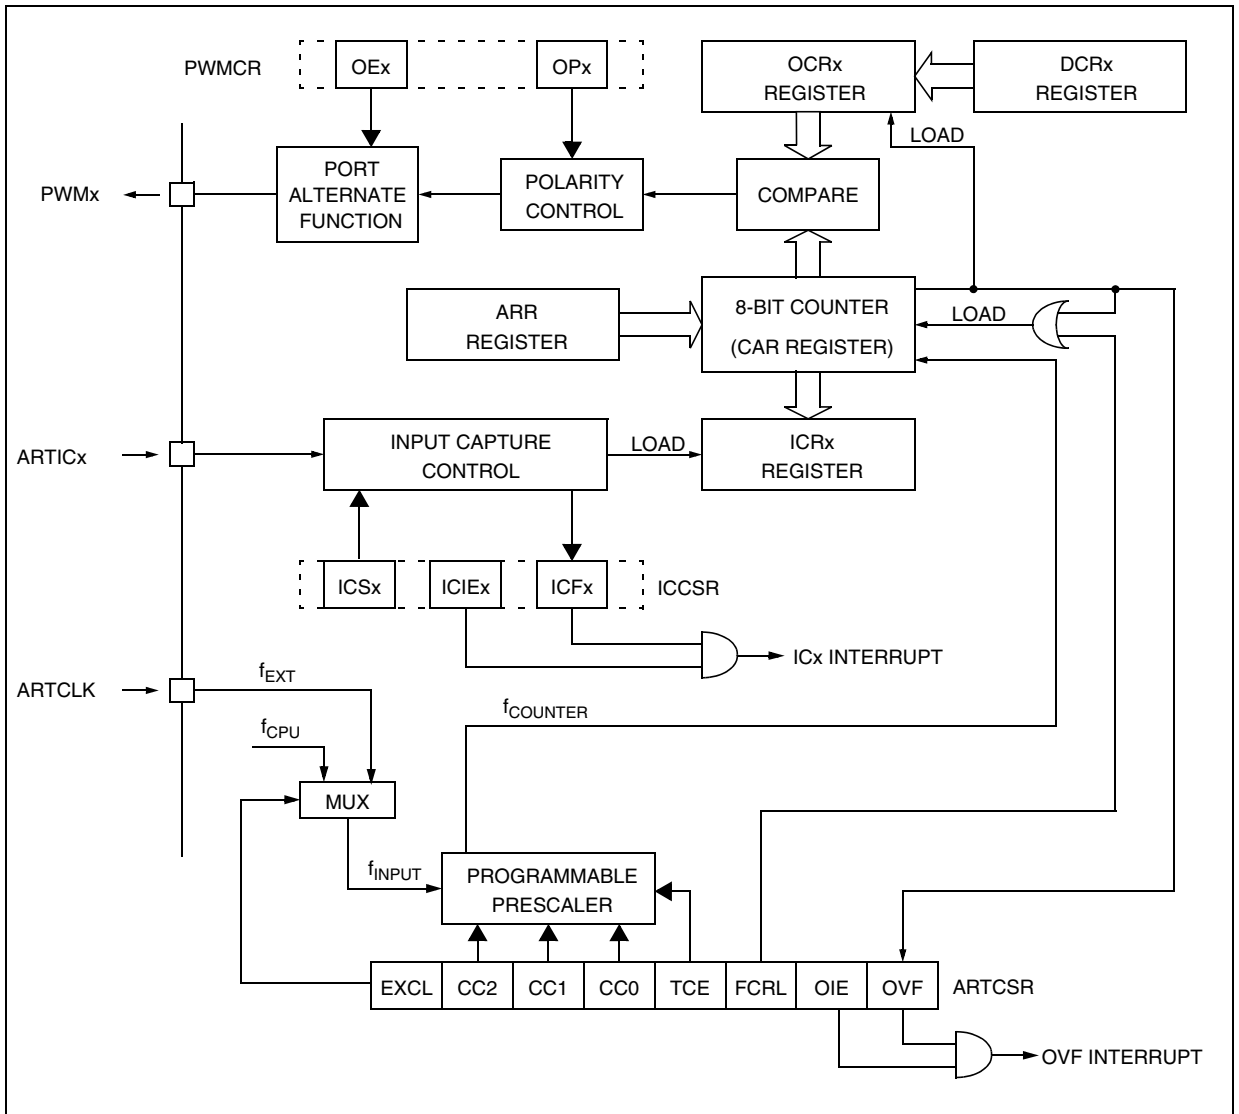 PWMCR
OEx
OPx
OCRx
REGISTER
DCRx
REGISTER
LOAD
PWMx
PORT
ALTERNATE
FUNCTION
POLARITY
CONTROL
COMPARE
ARR
REGISTER
8-BIT COUNTER
(CAR REGISTER)
LOAD
ARTICx
INPUT CAPTURE
CONTROL
LOAD
ICRx
REGISTER
ICSx
ICIEx
ICFx
ICCSR
ICx INTERRUPT
ARTCLK
fEXT
fCPU
fCOUNTER
MUX
fINPUT
PROGRAMMABLE
PRESCALER
EXCL
CC2
CC1
CC0
TCE
FCRL
OIE
OVF
ARTCSR
OVF INTERRUPT